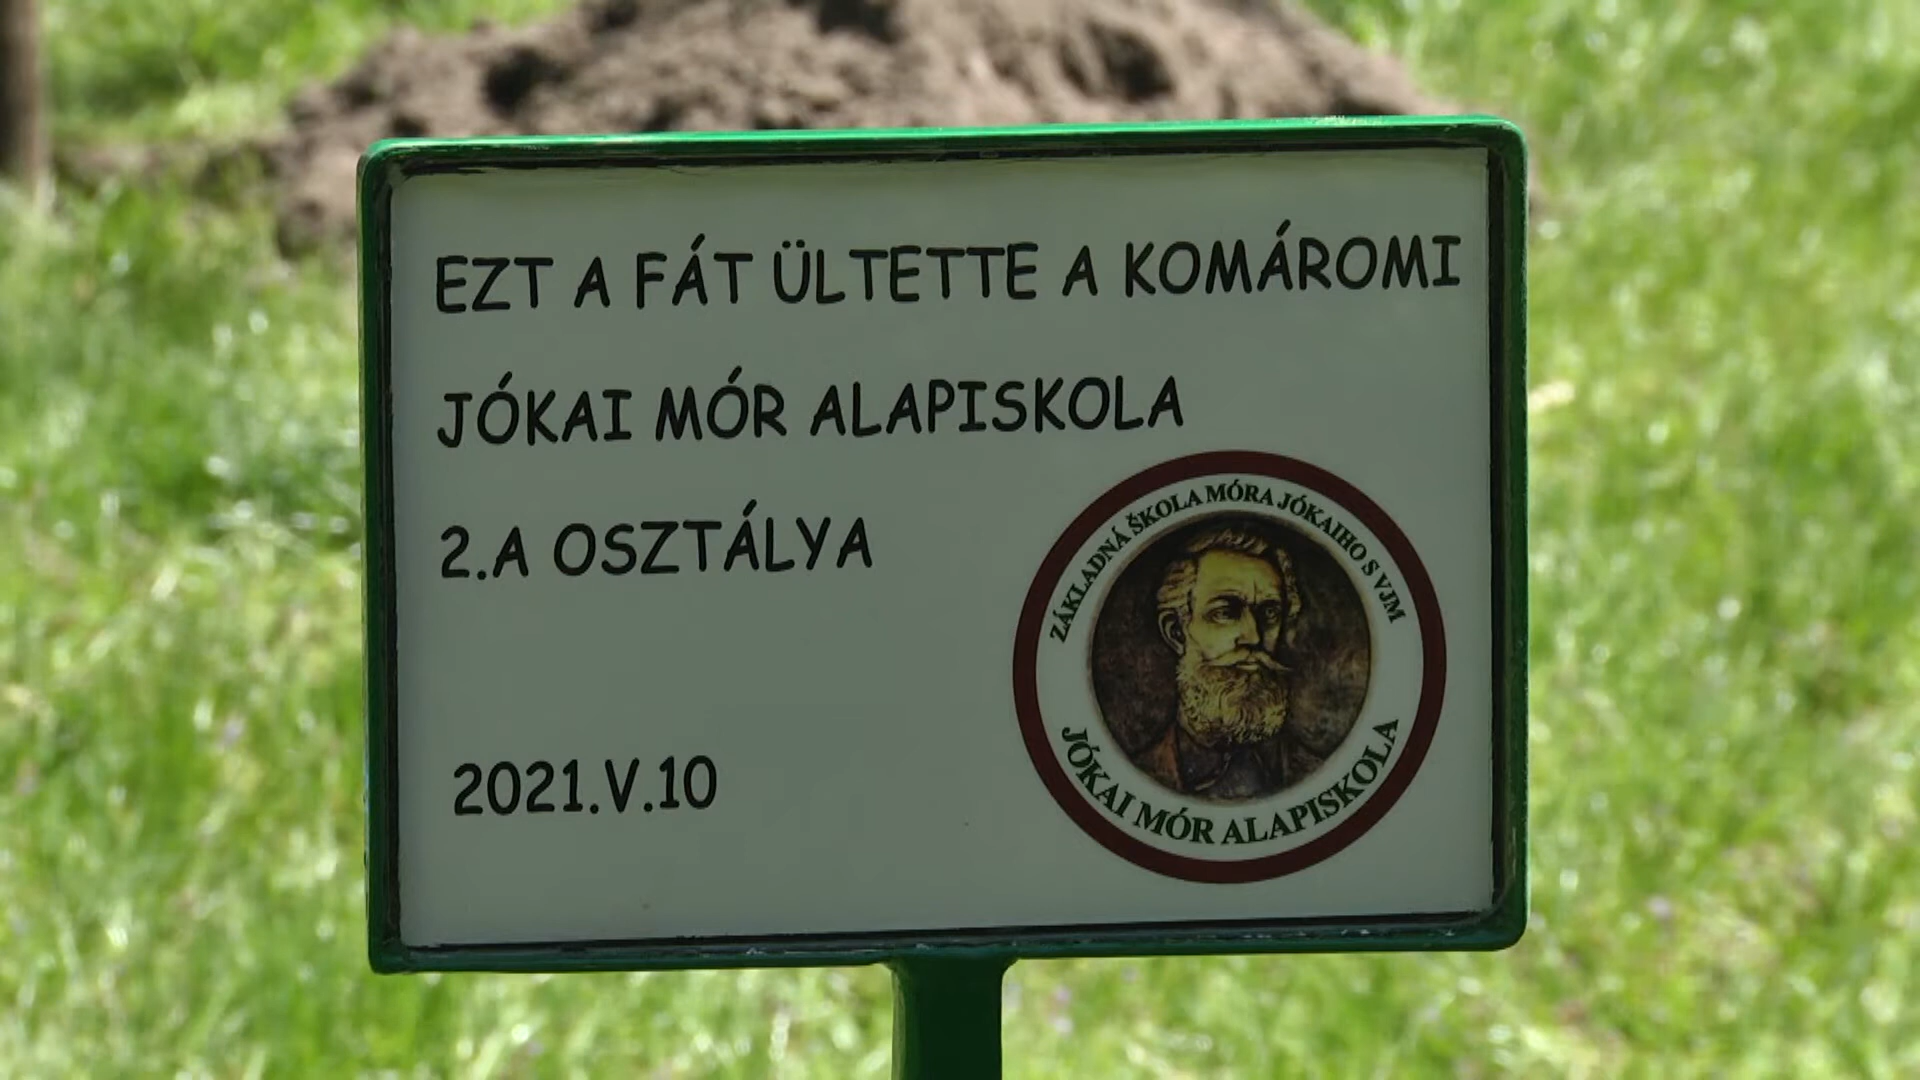 EZT A FÁT ÜLTETTE A KOMÁROMI
JÓKAI MÓR ALAPISKOLA
2.A OSZTÁLYA
2021.V.10
ZÁKLADNÁ ŠKOLA MÓRA JÓKAIHO S VJM
JÓKAI MÓR ALAPISKOLA